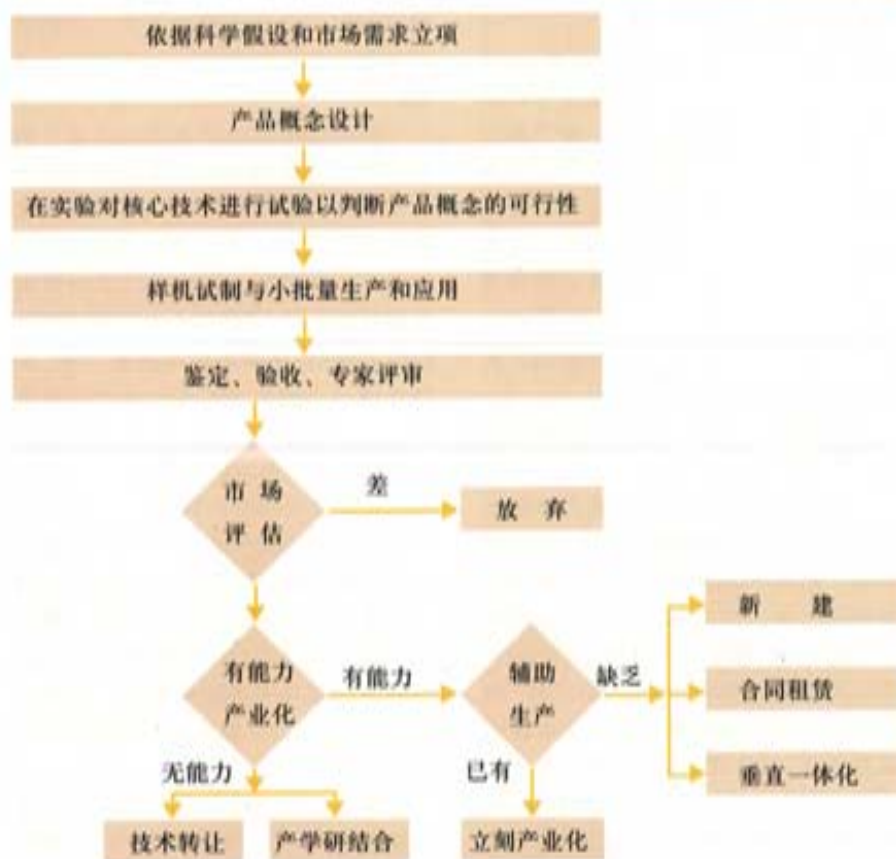 依据科学假设和市场需求立项
产品概念设计
在实验对核心技术进行试验以判断产品概念的可行性
样机试制与小批量生产和应用
鉴定、验收、专家评审
市场
评估
差
放弃
有能力
产业化
有能力
辅助
生产
缺乏
新建
合同租赁
垂直一体化
无能力
已有
技术转让
产学研结合
立刻产业化